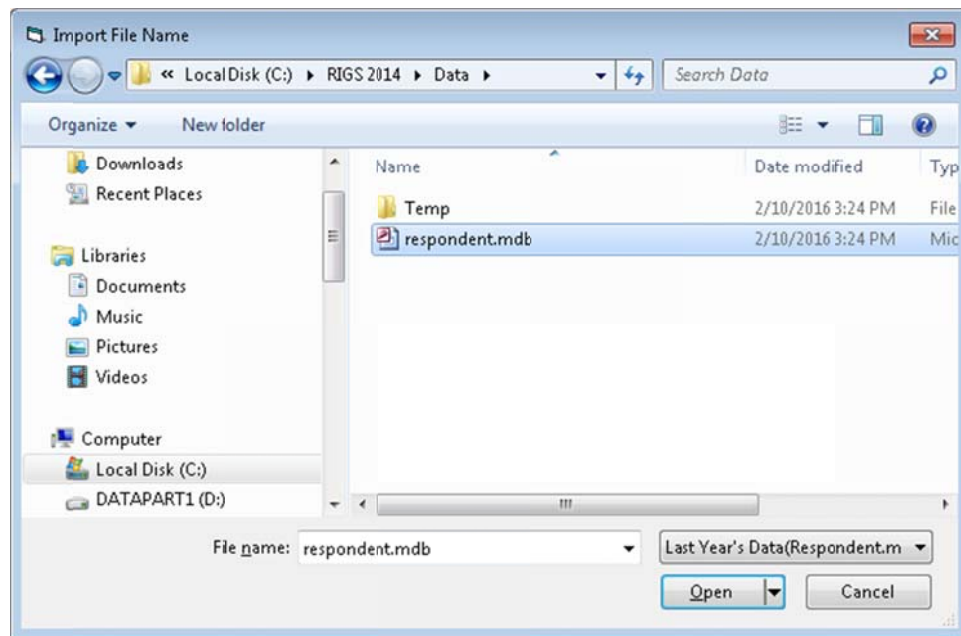 Import File Name
« Local Disk (C:) ▸ RIGS 2014 ▸ Data ▸ Search Data
Organize New folder
Downloads
Recent Places
Libraries
Documents
Music
Pictures
Videos
Computer
Local Disk (C:)
DATAPART1 (D:)
Name Date modified Typ
Temp 2/10/2016 3:24 PM File
respondent.mdb 2/10/2016 3:24 PM Mic
File name: respondent.mdb Last Year's Data(Respondent.m
Open Cancel